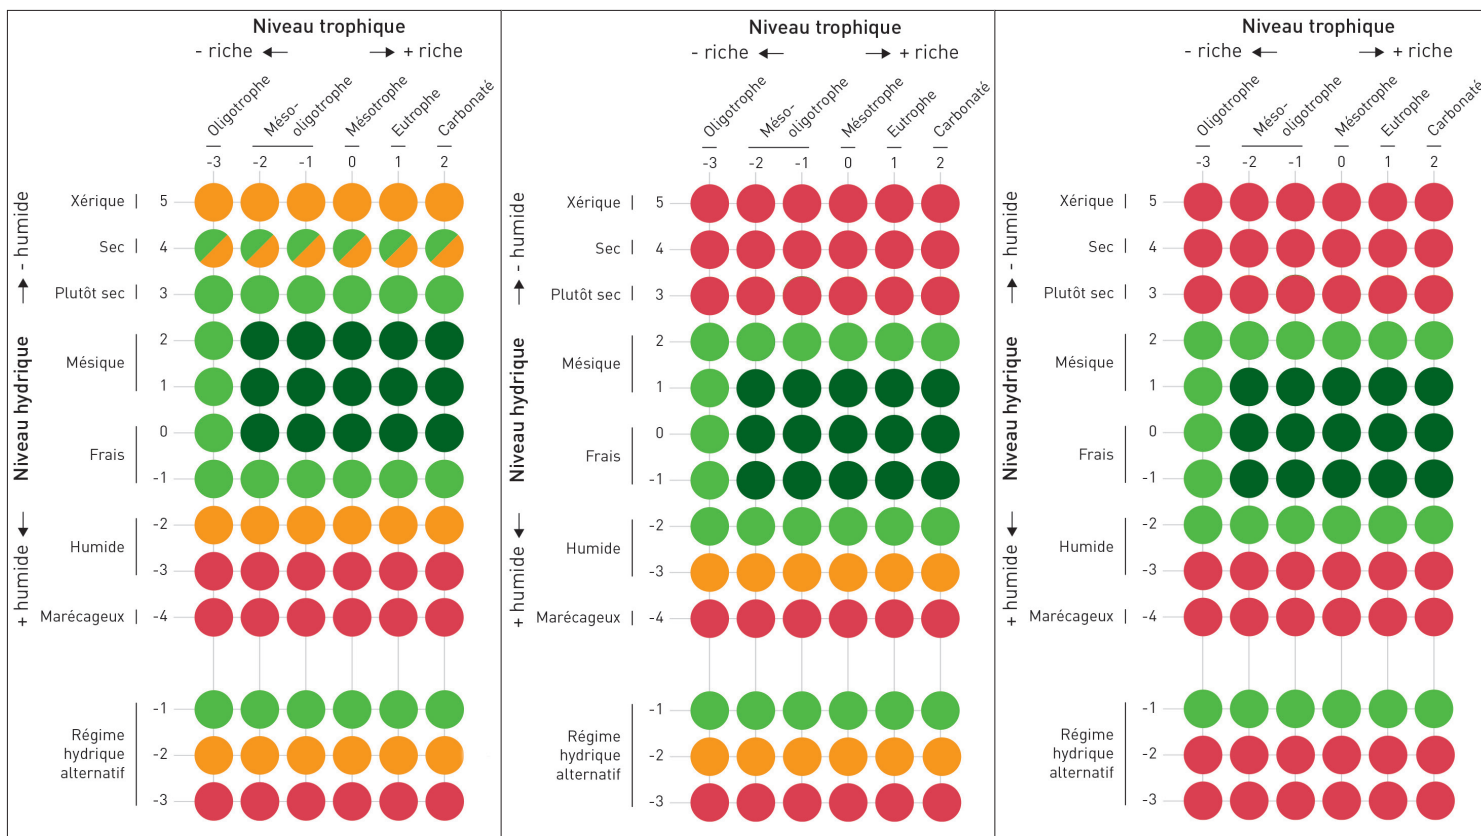 Niveau trophique
- riche ← → + riche
Oligotrophe
Méso-
oligotrophe
Mésotrophe
Eutrophe
Carbonaté
-3 -2 -1 0 1 2
Niveau hydrique
→ - humide
+ humide ←
Xérique 5
Sec 4
Plutôt sec 3
2
Mésique
1
0
Frais
-1
-2
Humide
-3
Marécageux -4
-1
Régime
hydrique -2
alternatif
-3
Niveau trophique
- riche ← → + riche
Oligotrophe
Méso-
oligotrophe
Mésotrophe
Eutrophe
Carbonaté
-3 -2 -1 0 1 2
Niveau hydrique
→ - humide
+ humide ←
Xérique 5
Sec 4
Plutôt sec 3
2
Mésique
1
0
Frais
-1
-2
Humide
-3
Marécageux -4
-1
Régime
hydrique -2
alternatif
-3
Niveau trophique
- riche ← → + riche
Oligotrophe
Méso-
oligotrophe
Mésotrophe
Eutrophe
Carbonaté
-3 -2 -1 0 1 2
Niveau hydrique
→ - humide
+ humide ←
Xérique 5
Sec 4
Plutôt sec 3
2
Mésique
1
0
Frais
-1
-2
Humide
-3
Marécageux -4
-1
Régime
hydrique -2
alternatif
-3